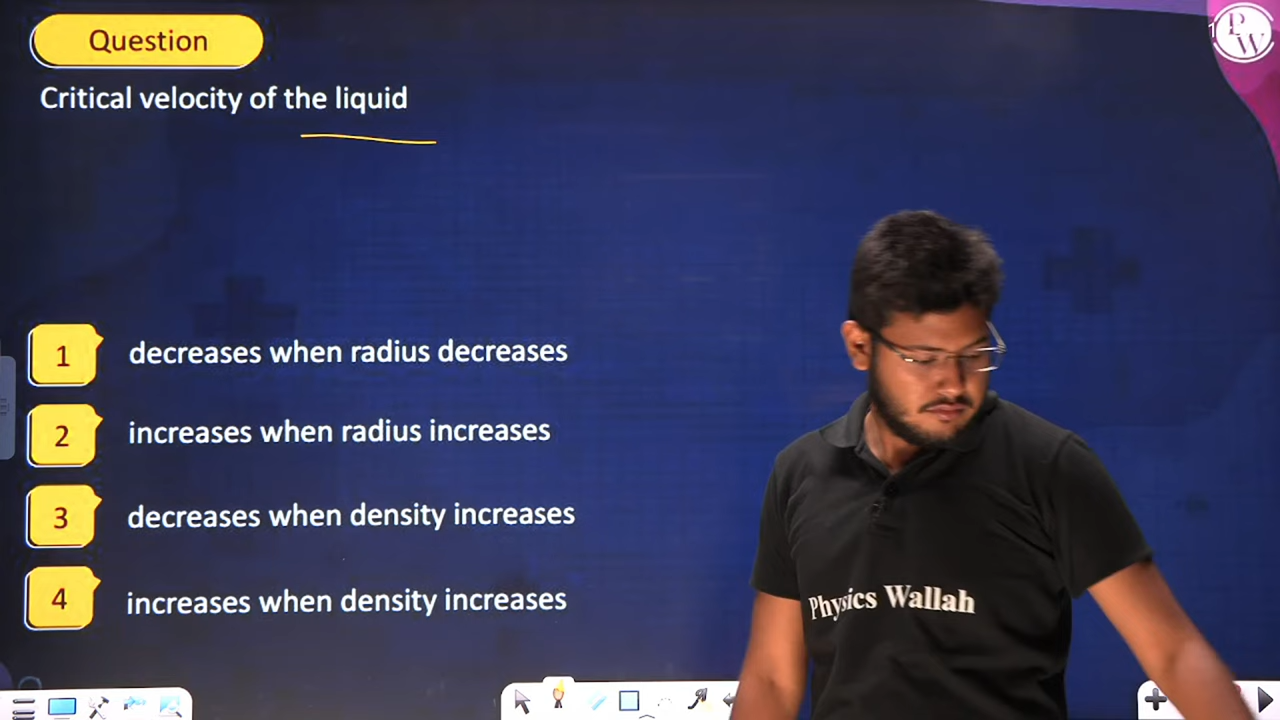 Question
Critical velocity of the liquid
1 decreases when radius decreases
2 increases when radius increases
3 decreases when density increases
4 increases when density increases
Physics Wallah
P
W